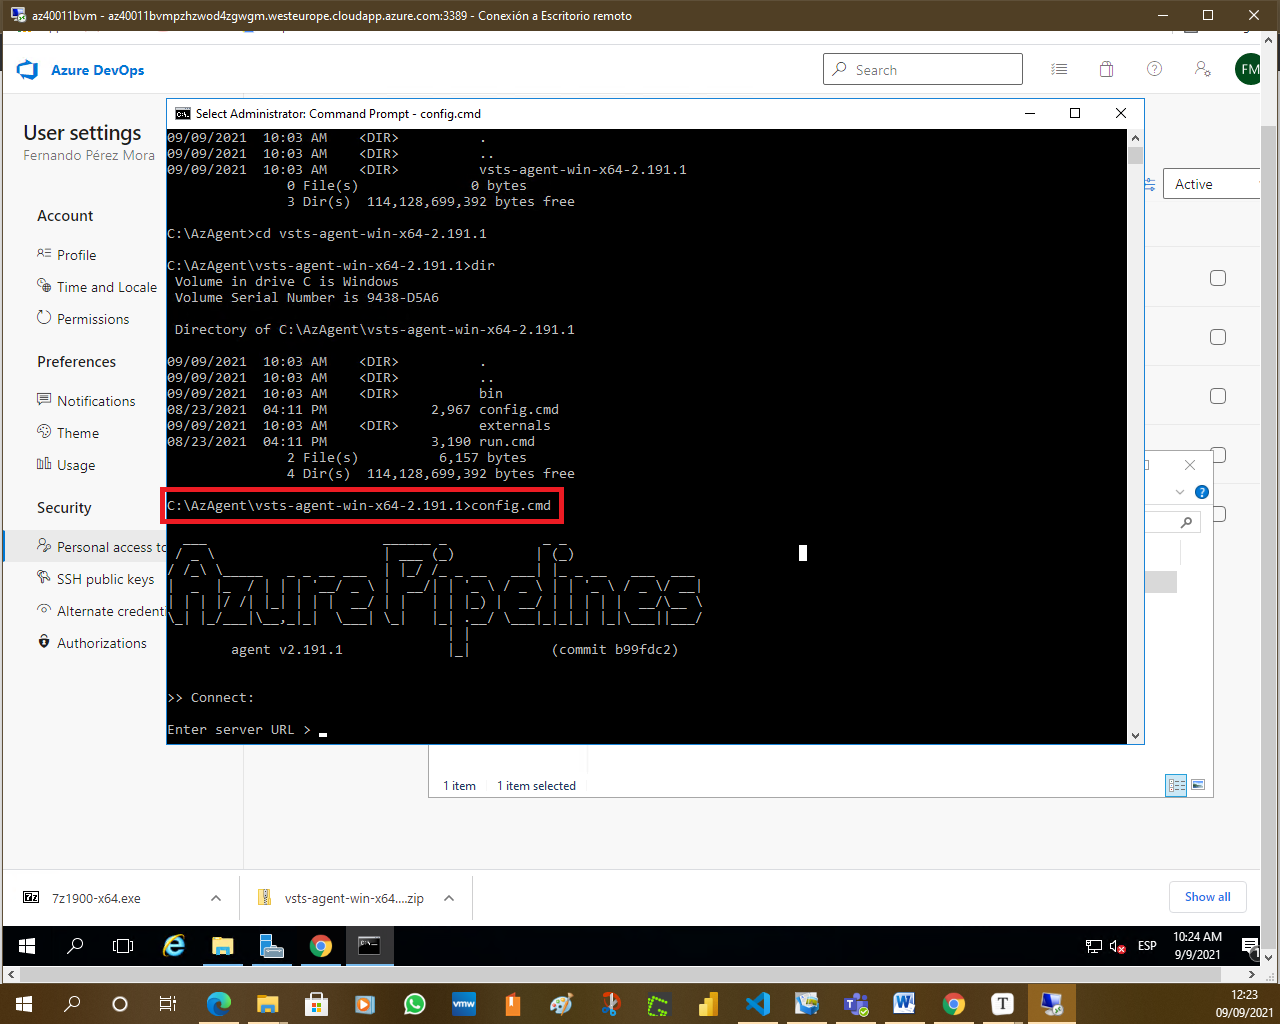 az40011bvm - az40011bvmpzhzwod4zgwgm.westeurope.cloudapp.azure.com:3389 - Conexión a Escritorio remoto
Azure DevOps
Search
FM
User settings
Fernando Pérez Mora
Account
Profile
Time and Locale
Permissions
Preferences
Notifications
Theme
Usage
Security
Personal access to
SSH public keys
Alternate credenti
Authorizations
Active
Select Administrator: Command Prompt - config.cmd
09/09/2021  10:03 AM    <DIR>          .
09/09/2021  10:03 AM    <DIR>          ..
09/09/2021  10:03 AM    <DIR>          vsts-agent-win-x64-2.191.1
0 File(s)              0 bytes
3 Dir(s)  114,128,699,392 bytes free
C:\AzAgent>cd vsts-agent-win-x64-2.191.1
C:\AzAgent\vsts-agent-win-x64-2.191.1>dir
Volume in drive C is Windows
Volume Serial Number is 9438-D5A6
Directory of C:\AzAgent\vsts-agent-win-x64-2.191.1
09/09/2021  10:03 AM    <DIR>          .
09/09/2021  10:03 AM    <DIR>          ..
09/09/2021  10:03 AM    <DIR>          bin
08/23/2021  04:11 PM             2,967 config.cmd
09/09/2021  10:03 AM    <DIR>          externals
08/23/2021  04:11 PM             3,190 run.cmd
2 File(s)          6,157 bytes
4 Dir(s)  114,128,699,392 bytes free
C:\AzAgent\vsts-agent-win-x64-2.191.1>config.cmd
Azure Pipelines
agent v2.191.1 (commit b99fdc2)
>> Connect:
Enter server URL >
1 item 1 item selected
7z1900-x64.exe
vsts-agent-win-x64....zip
Show all
ESP
10:24 AM
9/9/2021
1
12:23
09/09/2021